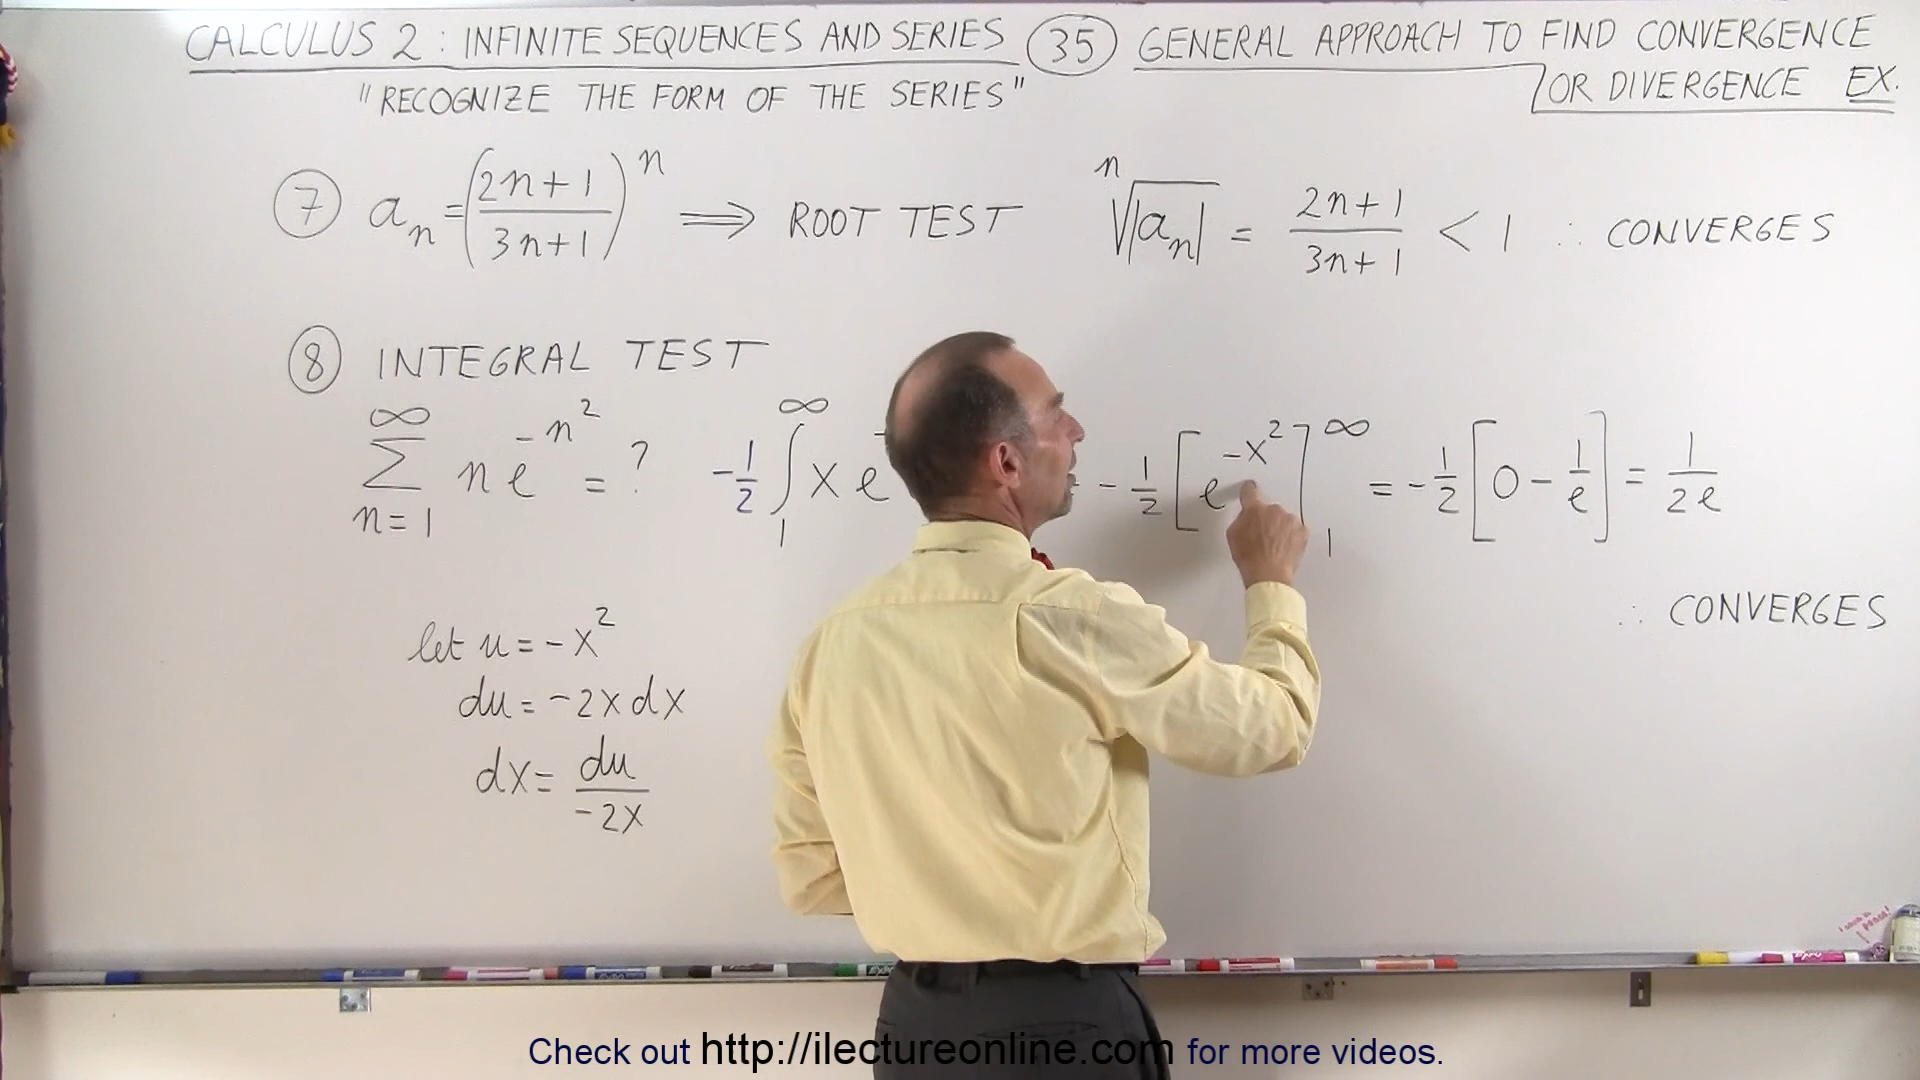 CALCULUS 2 : INFINITE SEQUENCES AND SERIES (35) GENERAL APPROACH TO FIND CONVERGENCE
"RECOGNIZE THE FORM OF THE SERIES" OR DIVERGENCE EX.
⑦ aₙ = ((2n+1)/(3n+1))ⁿ ⟹ ROOT TEST ⁿ√|aₙ| = (2n+1)/(3n+1) < 1 ∴ CONVERGES
⑧ INTEGRAL TEST
∑_{n=1}^{∞} n e^{-n²} = ? -1/2 ∫₁^∞ x e - 1/2 [e^{-x²}]₁^∞ = -1/2 [0 - 1/e] = 1/(2e)
∴ CONVERGES
let u = -x²
du = -2x dx
dx = du/(-2x)
Check out http://ilectureonline.com for more videos.